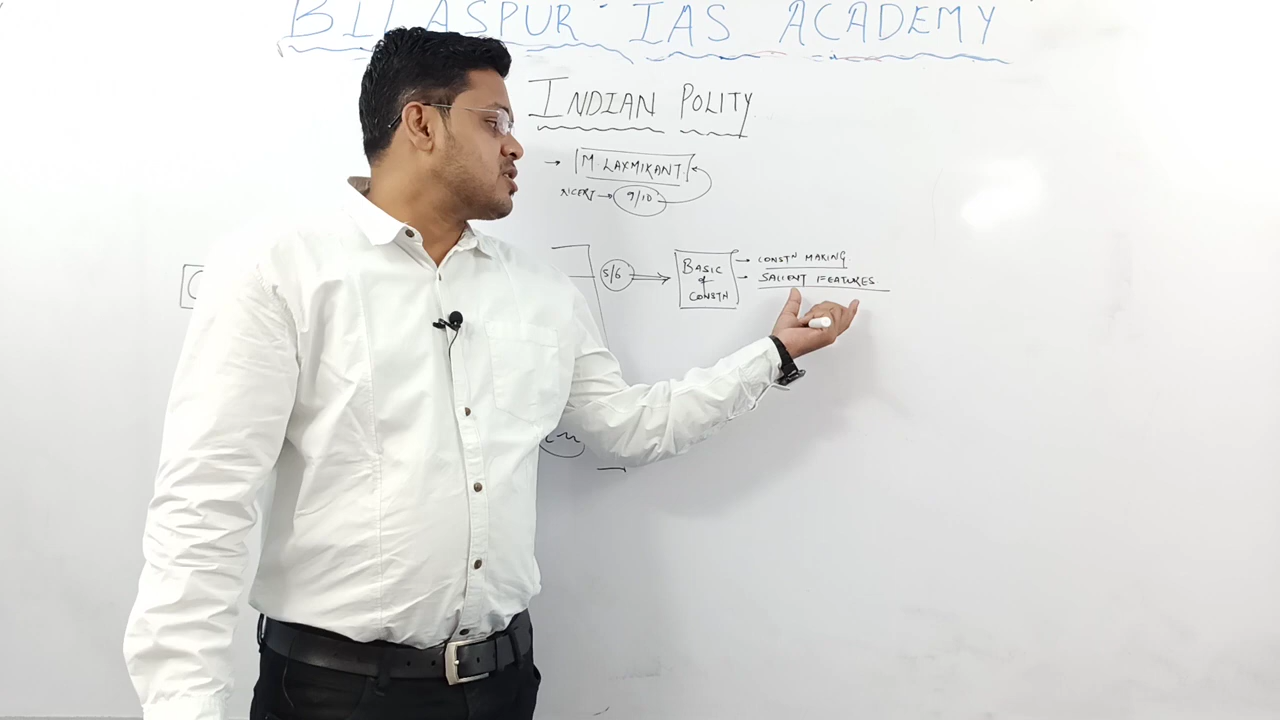 BILASPUR IAS ACADEMY
INDIAN POLITY
→ M. LAXMIKANT
NCERT → 9/10
5/6 ⇒ BASIC of CONSTN
→ CONSTN MAKING
→ SALIENT FEATURES